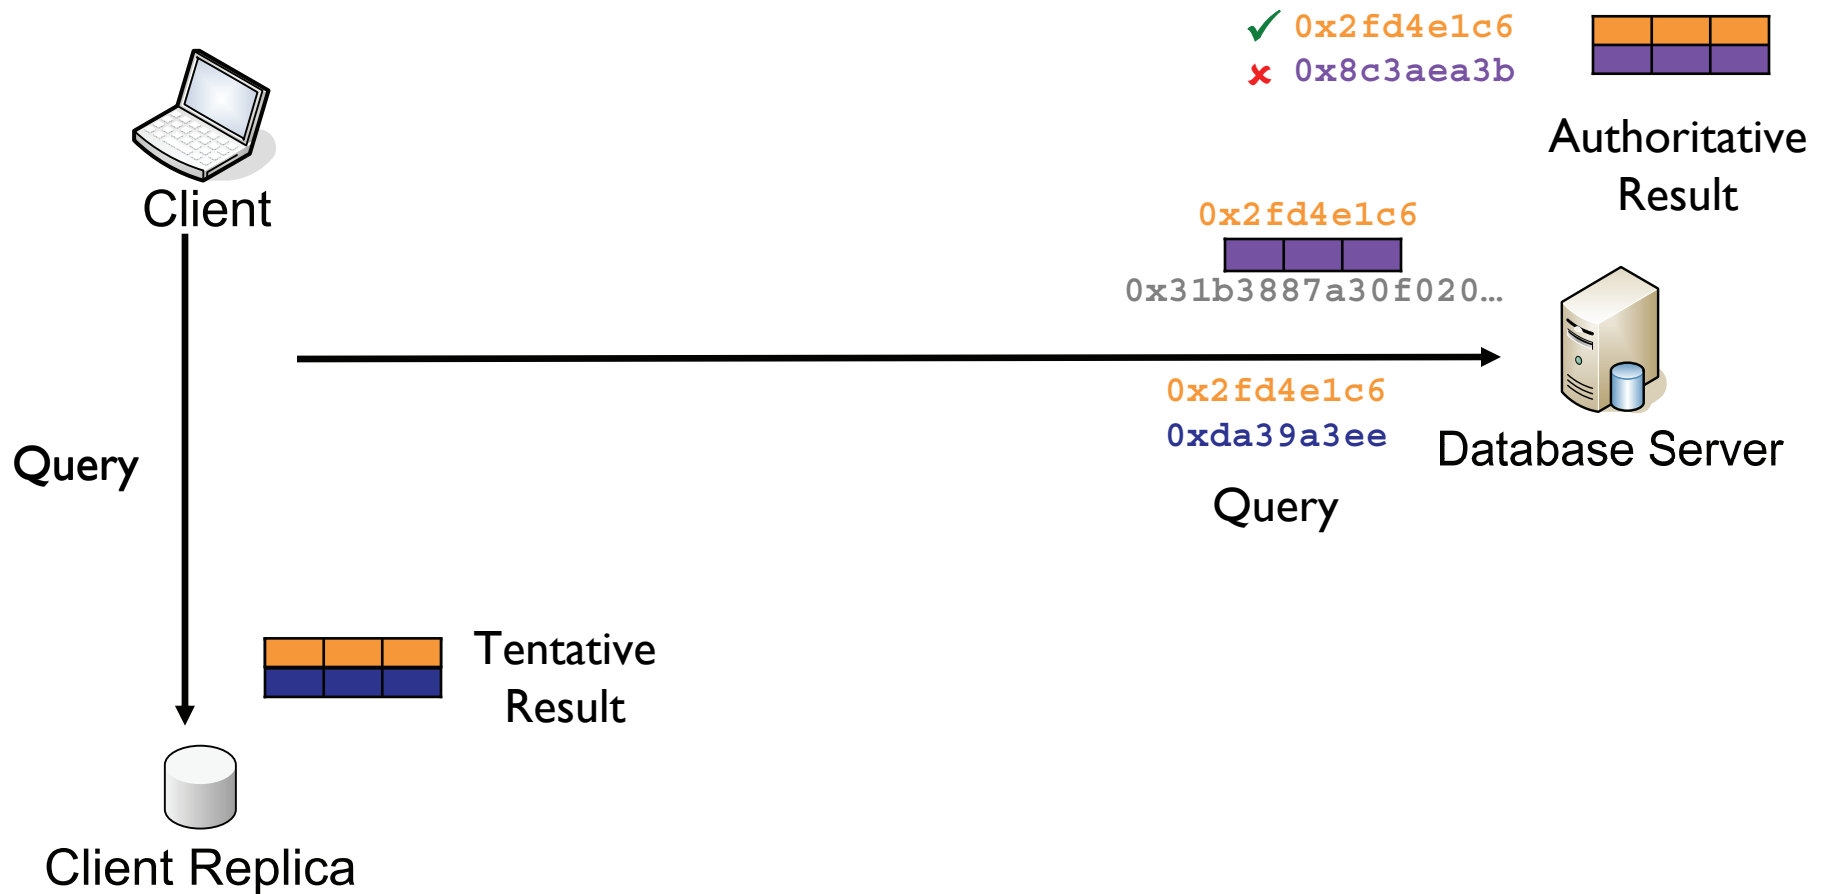 ✓ 0x2fd4e1c6
✘ 0x8c3aea3b
Authoritative
Result
Client
0x2fd4e1c6
0x31b3887a30f020…
0x2fd4e1c6
0xda39a3ee
Database Server
Query
Query
Tentative
Result
Client Replica